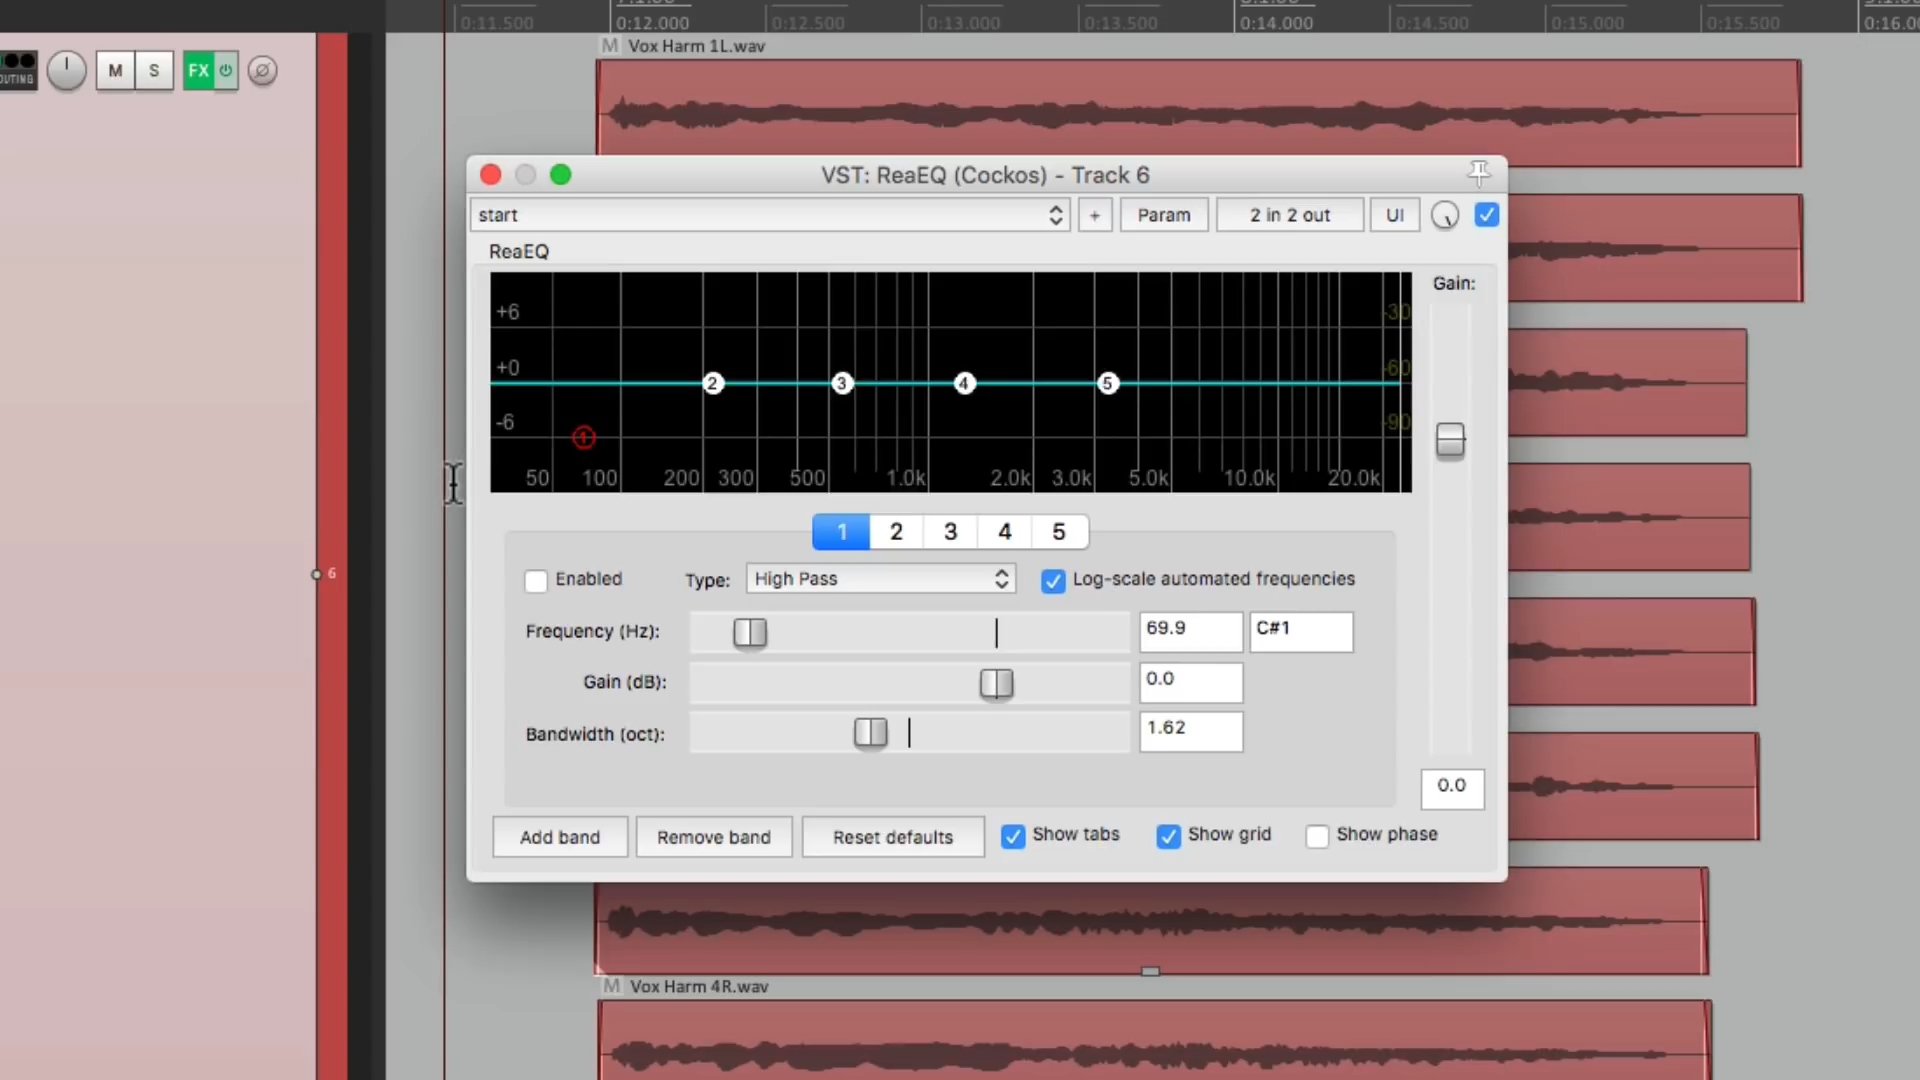 0:11.500 0:12.000 0:12.500 0:13.000 0:13.500 0:14.000 0:14.500 0:15.000 0:15.500
M Vox Harm 1L.wav
M S FX
VST: ReaEQ (Cockos) - Track 6
start + Param 2 in 2 out UI
ReaEQ
Gain:
+6 -30
+0 -60
2 3 4 5
-6 -90
1
50 100 200 300 500 1.0k 2.0k 3.0k 5.0k 10.0k 20.0k
1 2 3 4 5
Enabled Type: High Pass Log-scale automated frequencies
6
Frequency (Hz): 69.9 C#1
Gain (dB): 0.0
Bandwidth (oct): 1.62
0.0
Add band Remove band Reset defaults Show tabs Show grid Show phase
M Vox Harm 4R.wav